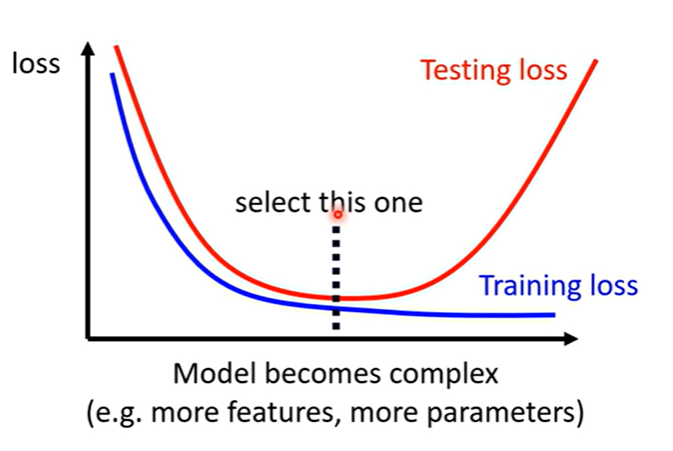 loss
Testing loss
select this one
Training loss
Model becomes complex
(e.g. more features, more parameters)